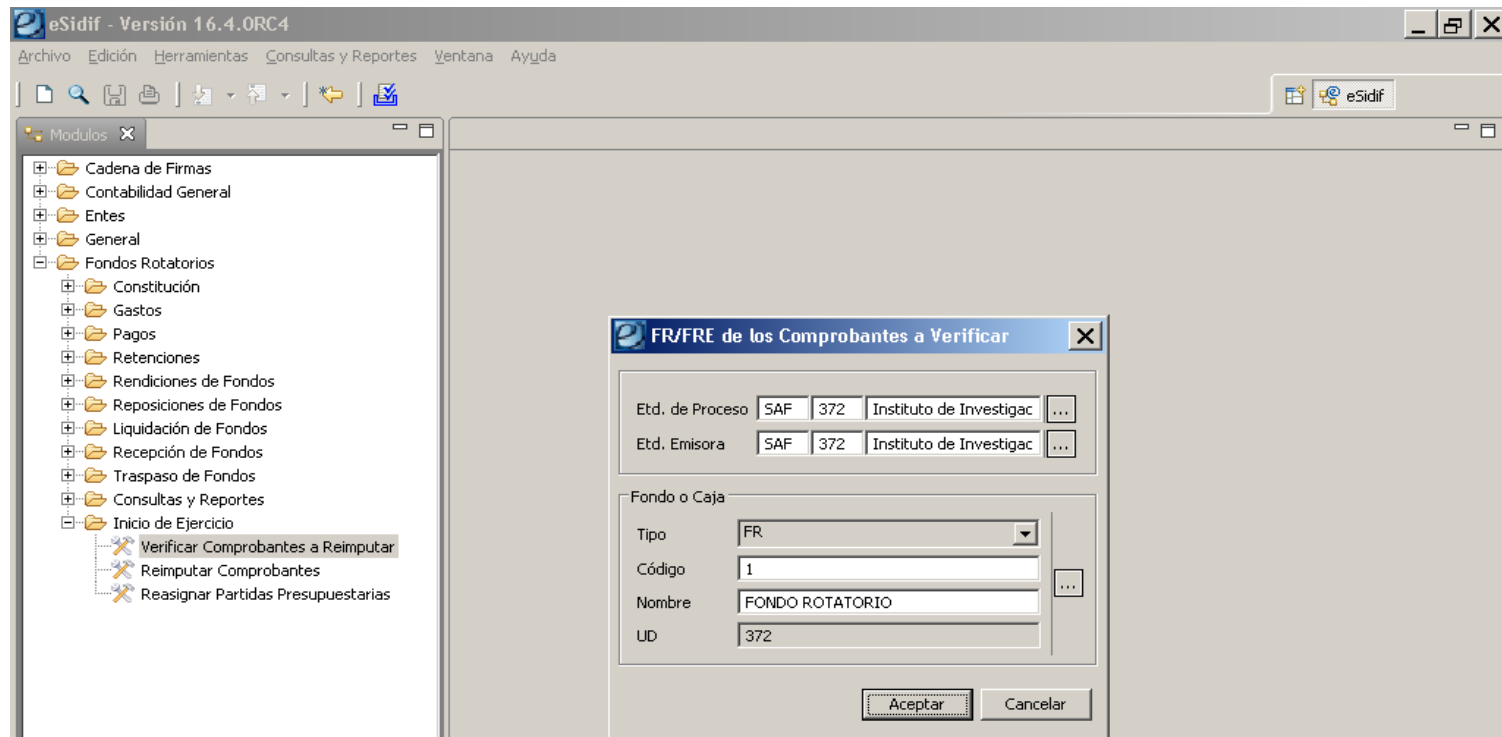 eSidif - Versión 16.4.0RC4
Archivo Edición Herramientas Consultas y Reportes Ventana Ayuda
eSidif
Modulos
Cadena de Firmas
Contabilidad General
Entes
General
Fondos Rotatorios
Constitución
Gastos
Pagos
Retenciones
Rendiciones de Fondos
Reposiciones de Fondos
Liquidación de Fondos
Recepción de Fondos
Traspaso de Fondos
Consultas y Reportes
Inicio de Ejercicio
Verificar Comprobantes a Reimputar
Reimputar Comprobantes
Reasignar Partidas Presupuestarias
FR/FRE de los Comprobantes a Verificar
Etd. de Proceso SAF 372 Instituto de Investigac ...
Etd. Emisora SAF 372 Instituto de Investigac ...
Fondo o Caja
Tipo FR
Código 1
...
Nombre FONDO ROTATORIO
UD 372
Aceptar Cancelar